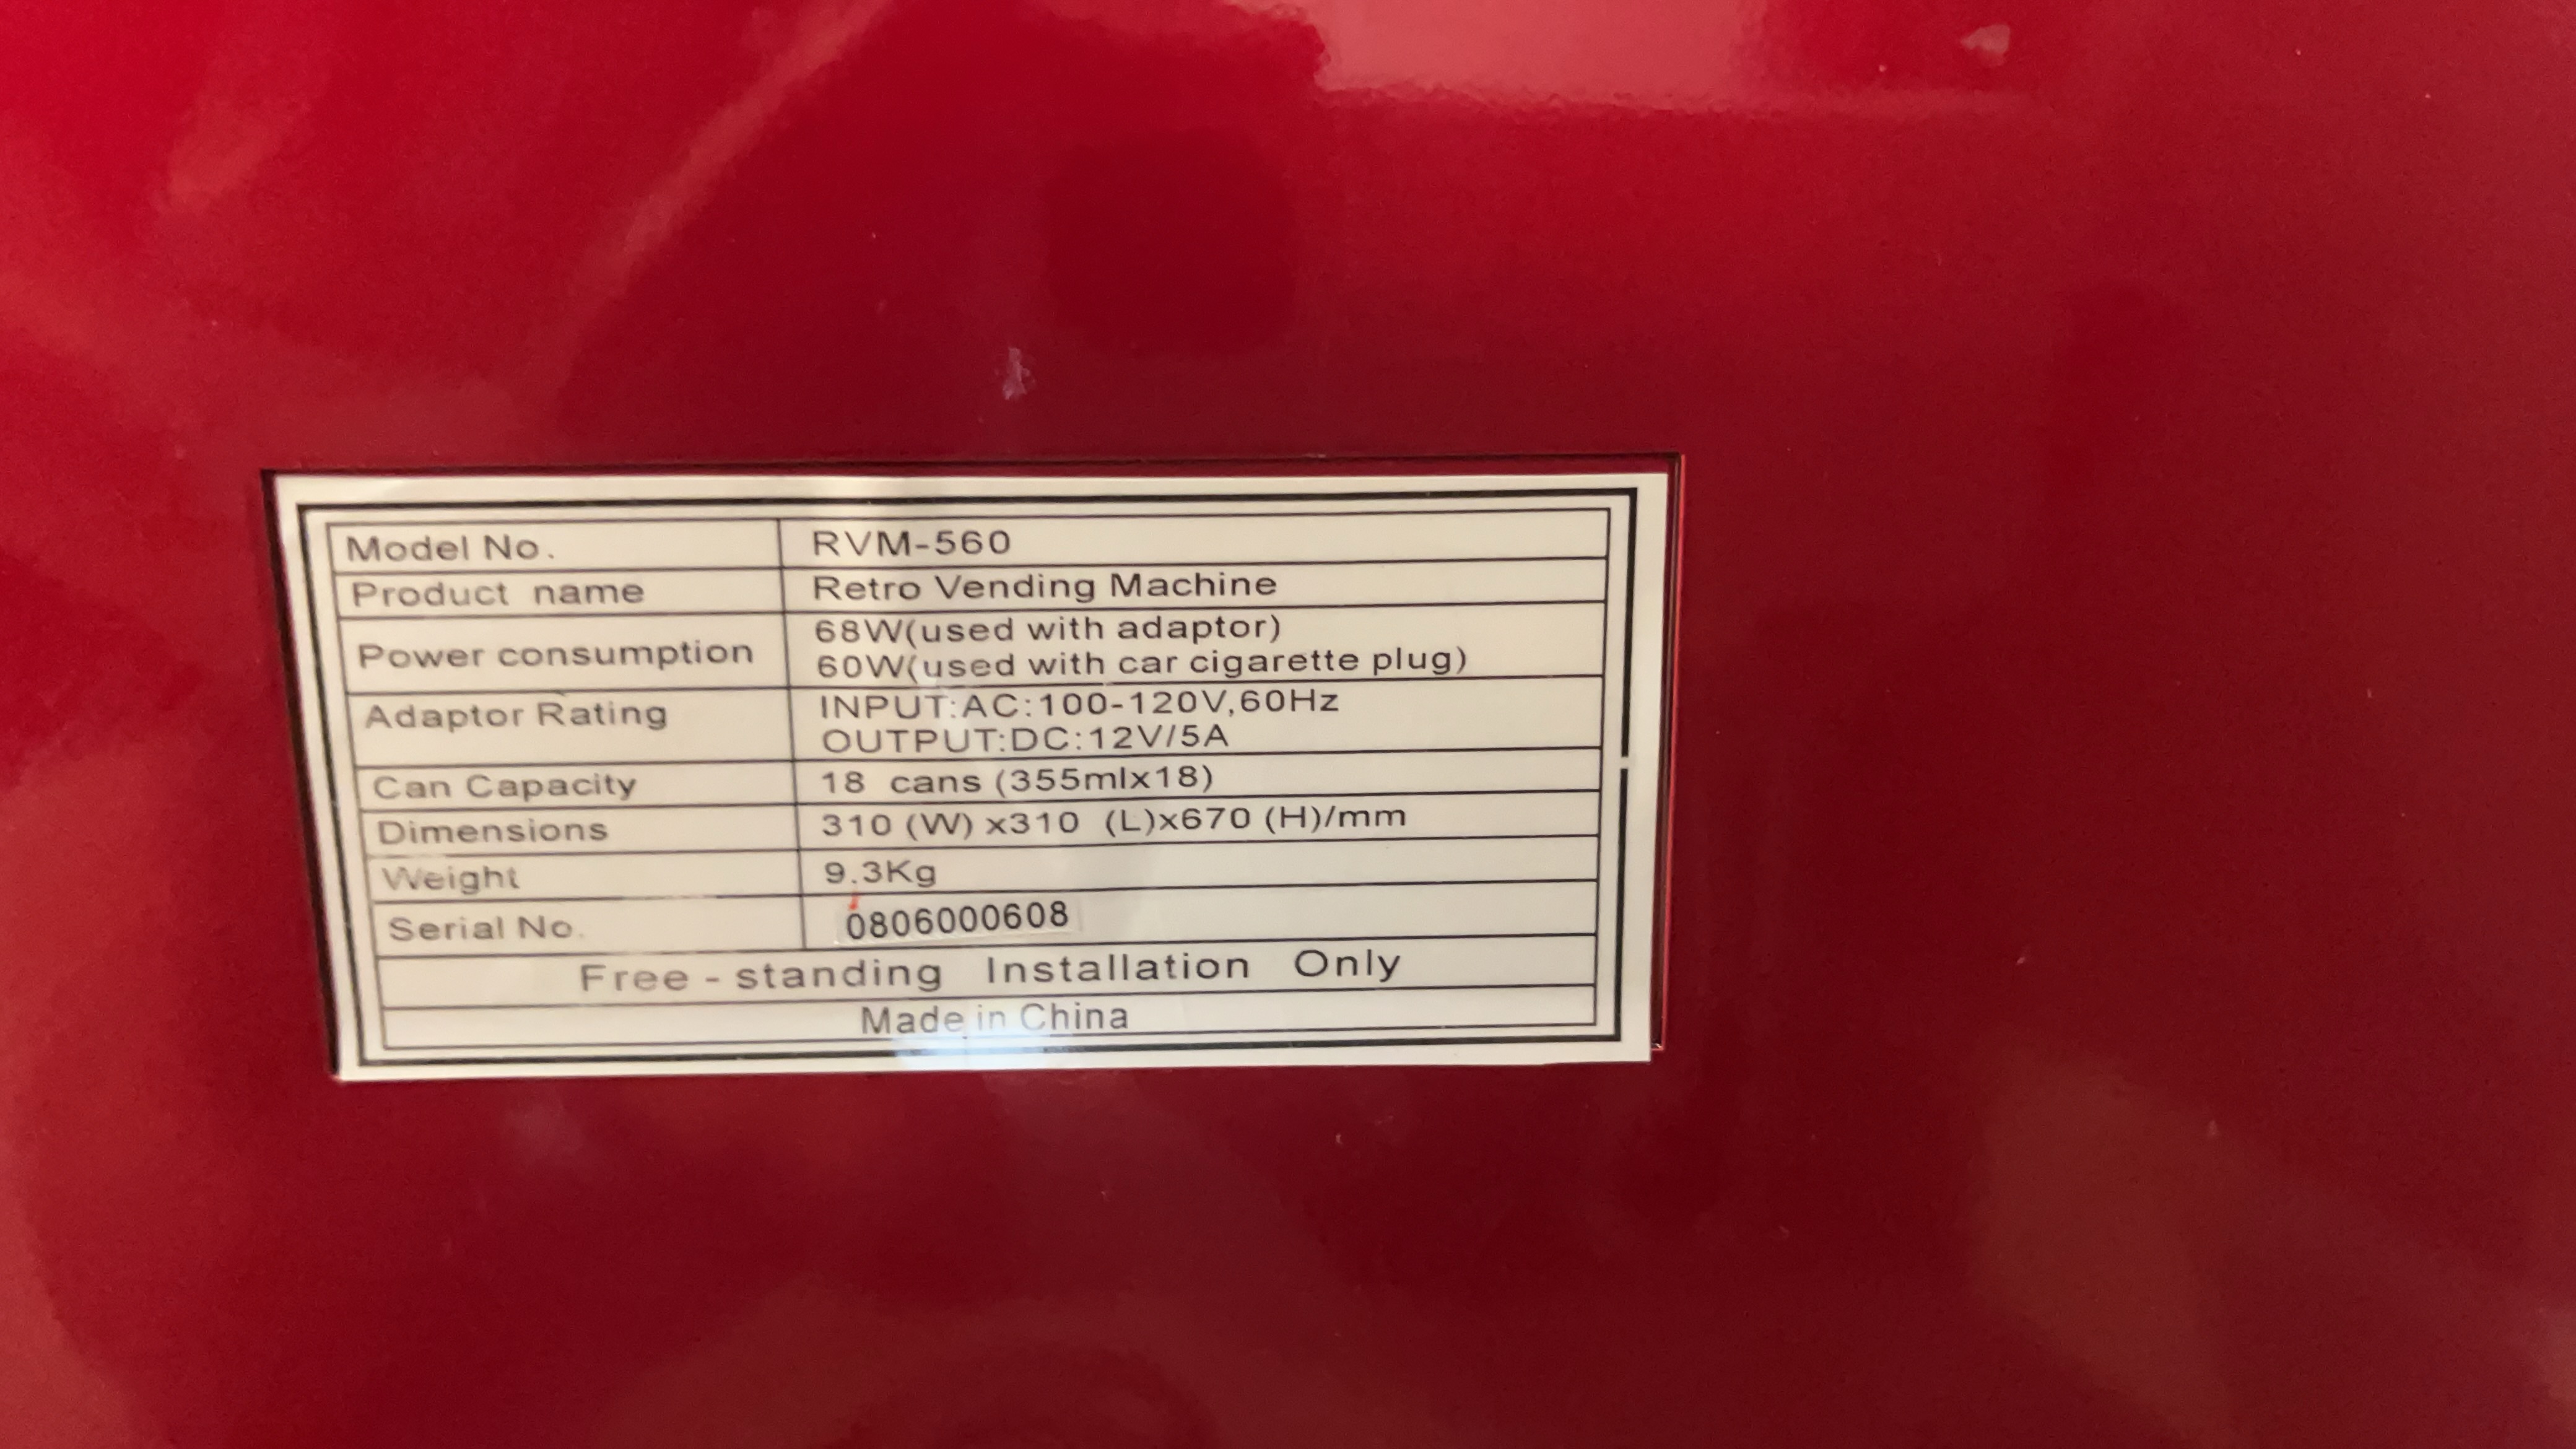 Model No. RVM-560
Product name Retro Vending Machine
Power consumption 68W(used with adaptor)
60W(used with car cigarette plug)
Adaptor Rating INPUT:AC:100-120V,60Hz
OUTPUT:DC:12V/5A
Can Capacity 18 cans (355mlx18)
Dimensions 310 (W) x310 (L)x670 (H)/mm
Weight 9.3Kg
Serial No. 0806000608
Free - standing Installation Only
Made in China